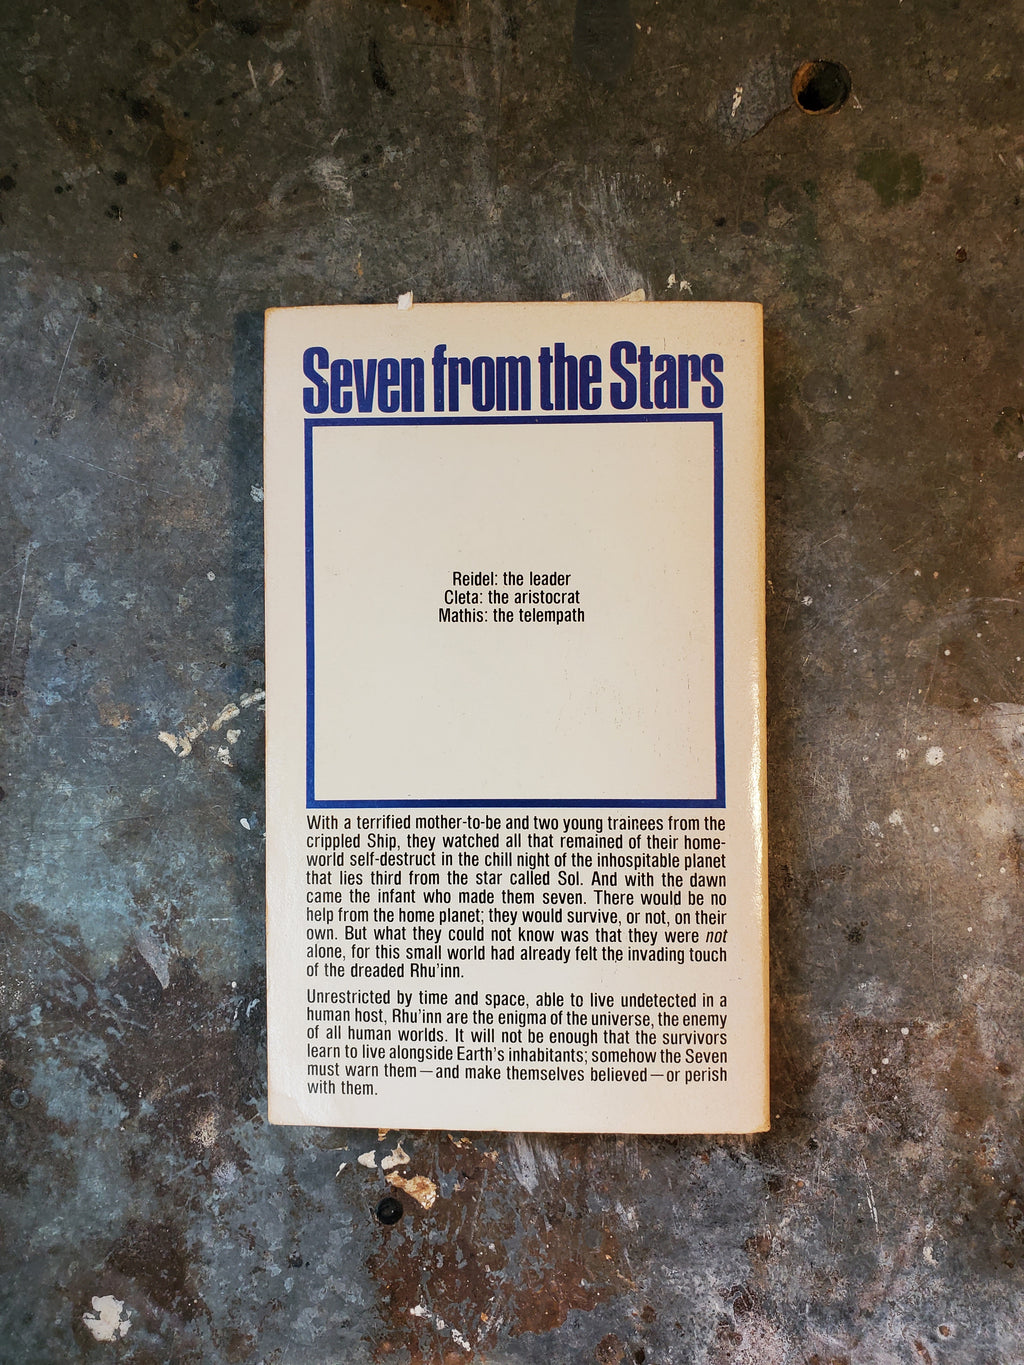 Seven from the Stars
Reidel: the leader
Cleta: the aristocrat
Mathis: the telempath
With a terrified mother-to-be and two young trainees from the
crippled Ship, they watched all that remained of their home-
world self-destruct in the chill night of the inhospitable planet
that lies third from the star called Sol. And with the dawn
came the infant who made them seven. There would be no
help from the home planet; they would survive, or not, on their
own. But what they could not know was that they were not
alone, for this small world had already felt the invading touch
of the dreaded Rhu'inn.
Unrestricted by time and space, able to live undetected in a
human host, Rhu'inn are the enigma of the universe, the enemy
of all human worlds. It will not be enough that the survivors
learn to live alongside Earth's inhabitants; somehow the Seven
must warn them—and make themselves believed—or perish
with them.